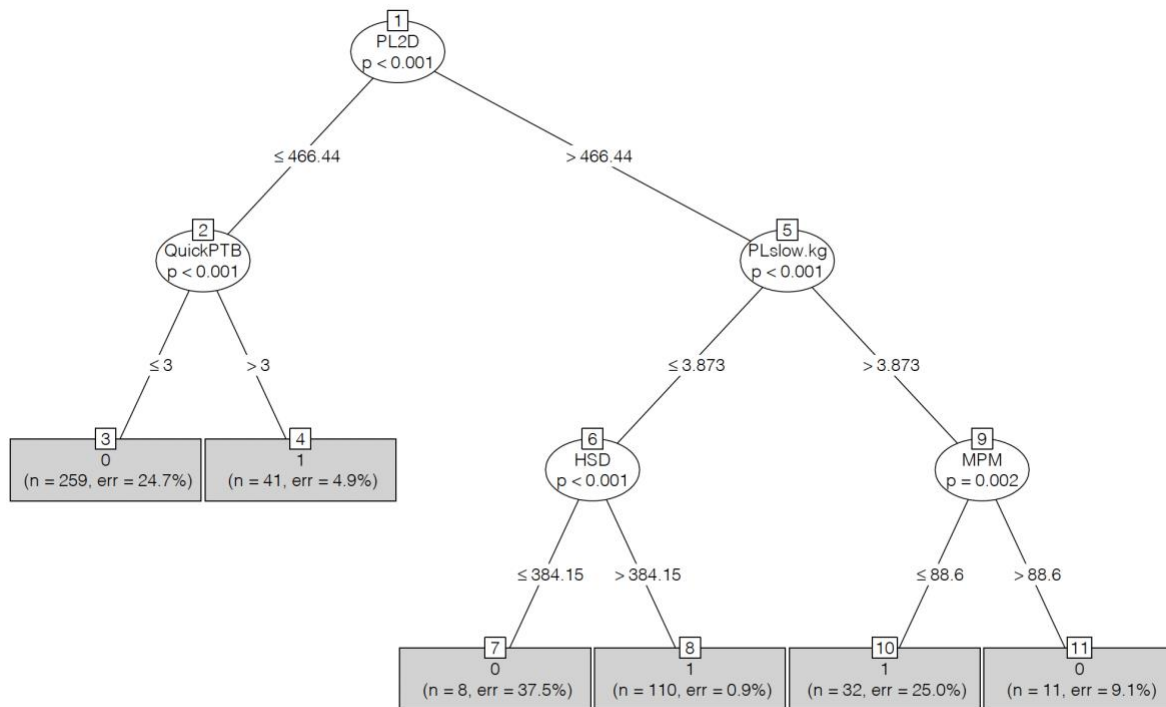 1
PL2D
p < 0.001
≤ 466.44
> 466.44
2
QuickPTB
p < 0.001
5
PLslow.kg
p < 0.001
≤ 3
> 3
≤ 3.873
> 3.873
3
0
(n = 259, err = 24.7%)
4
1
(n = 41, err = 4.9%)
6
HSD
p < 0.001
9
MPM
p = 0.002
≤ 384.15
> 384.15
≤ 88.6
> 88.6
7
0
(n = 8, err = 37.5%)
8
1
(n = 110, err = 0.9%)
10
1
(n = 32, err = 25.0%)
11
0
(n = 11, err = 9.1%)